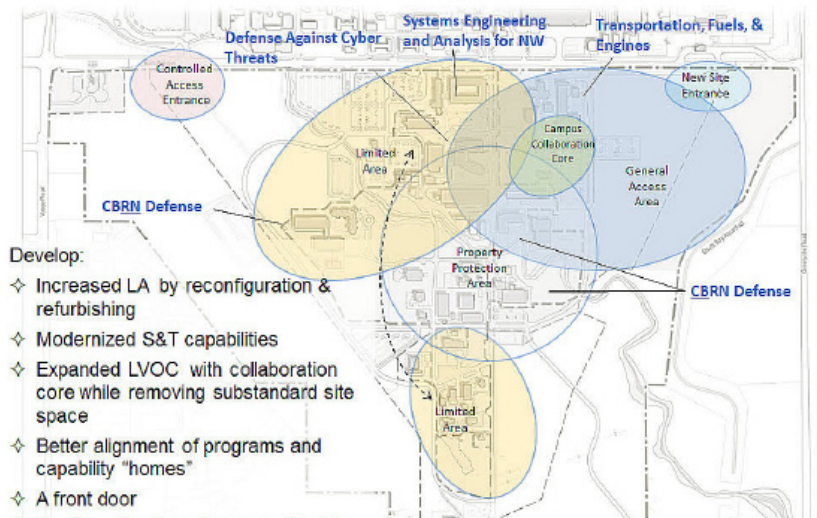 Systems Engineering
and Analysis for NW
Transportation, Fuels, &
Engines
Defense Against Cyber
Threats
Controlled
Access
Entrance
New Site
Entrance
Campus
Collaboration
Core
Limited
Area
General
Access
Area
CBRN Defense
Property
Protection
Area
CBRN Defense
Limited
Area
Develop:
Increased LA by reconfiguration &
refurbishing
Modernized S&T capabilities
Expanded LVOC with collaboration
core while removing substandard site
space
Better alignment of programs and
capability "homes"
A front door